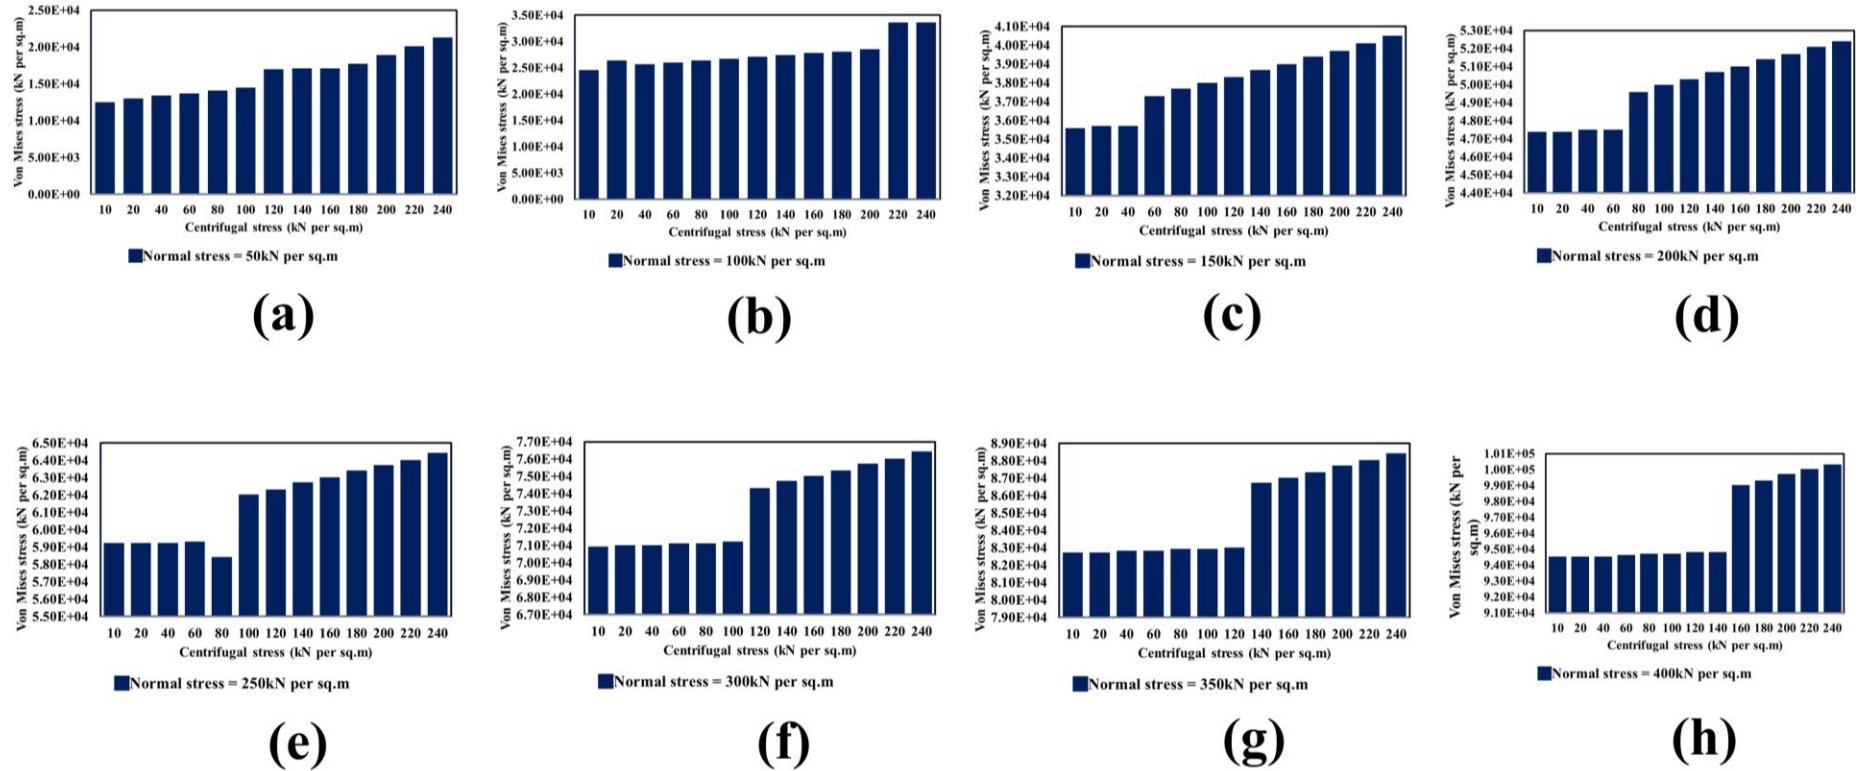 Von Mises stress (kN per sq.m)
2.50E+04
2.00E+04
1.50E+04
1.00E+04
5.00E+03
0.00E+00
10 20 40 60 80 100 120 140 160 180 200 220 240
Centrifugal stress (kN per sq.m)
Normal stress = 50kN per sq.m
(a)
Von Mises stress (kN per sq.m)
3.50E+04
3.00E+04
2.50E+04
2.00E+04
1.50E+04
1.00E+04
5.00E+03
0.00E+00
10 20 40 60 80 100 120 140 160 180 200 220 240
Centrifugal stress (kN per sq.m)
Normal stress = 100kN per sq.m
(b)
Von Mises stress (kN per sq.m)
4.10E+04
4.00E+04
3.90E+04
3.80E+04
3.70E+04
3.60E+04
3.50E+04
3.40E+04
3.30E+04
3.20E+04
10 20 40 60 80 100 120 140 160 180 200 220 240
Centrifugal stress (kN per sq.m)
Normal stress = 150kN per sq.m
(c)
Von Mises stress (kN per sq.m)
5.30E+04
5.20E+04
5.10E+04
5.00E+04
4.90E+04
4.80E+04
4.70E+04
4.60E+04
4.50E+04
4.40E+04
10 20 40 60 80 100 120 140 160 180 200 220 240
Centrifugal stress (kN per sq.m)
Normal stress = 200kN per sq.m
(d)
Von Mises stress (kN per sq.m)
6.50E+04
6.40E+04
6.30E+04
6.20E+04
6.10E+04
6.00E+04
5.90E+04
5.80E+04
5.70E+04
5.60E+04
5.50E+04
10 20 40 60 80 100 120 140 160 180 200 220 240
Centrifugal stress (kN per sq.m)
Normal stress = 250kN per sq.m
(e)
Von Mises stress (kN per sq.m)
7.70E+04
7.60E+04
7.50E+04
7.40E+04
7.30E+04
7.20E+04
7.10E+04
7.00E+04
6.90E+04
6.80E+04
6.70E+04
10 20 40 60 80 100 120 140 160 180 200 220 240
Centrifugal stress (kN per sq.m)
Normal stress = 300kN per sq.m
(f)
Von Mises stress (kN per sq.m)
8.90E+04
8.80E+04
8.70E+04
8.60E+04
8.50E+04
8.40E+04
8.30E+04
8.20E+04
8.10E+04
8.00E+04
7.90E+04
10 20 40 60 80 100 120 140 160 180 200 220 240
Centrifugal stress (kN per sq.m)
Normal stress = 350kN per sq.m
(g)
Von Mises stress (kN per
sq.m)
1.01E+05
1.00E+05
9.90E+04
9.80E+04
9.70E+04
9.60E+04
9.50E+04
9.40E+04
9.30E+04
9.20E+04
9.10E+04
10 20 40 60 80 100 120 140 160 180 200 220 240
Centrifugal stress (kN per sq.m)
Normal stress = 400kN per sq.m
(h)